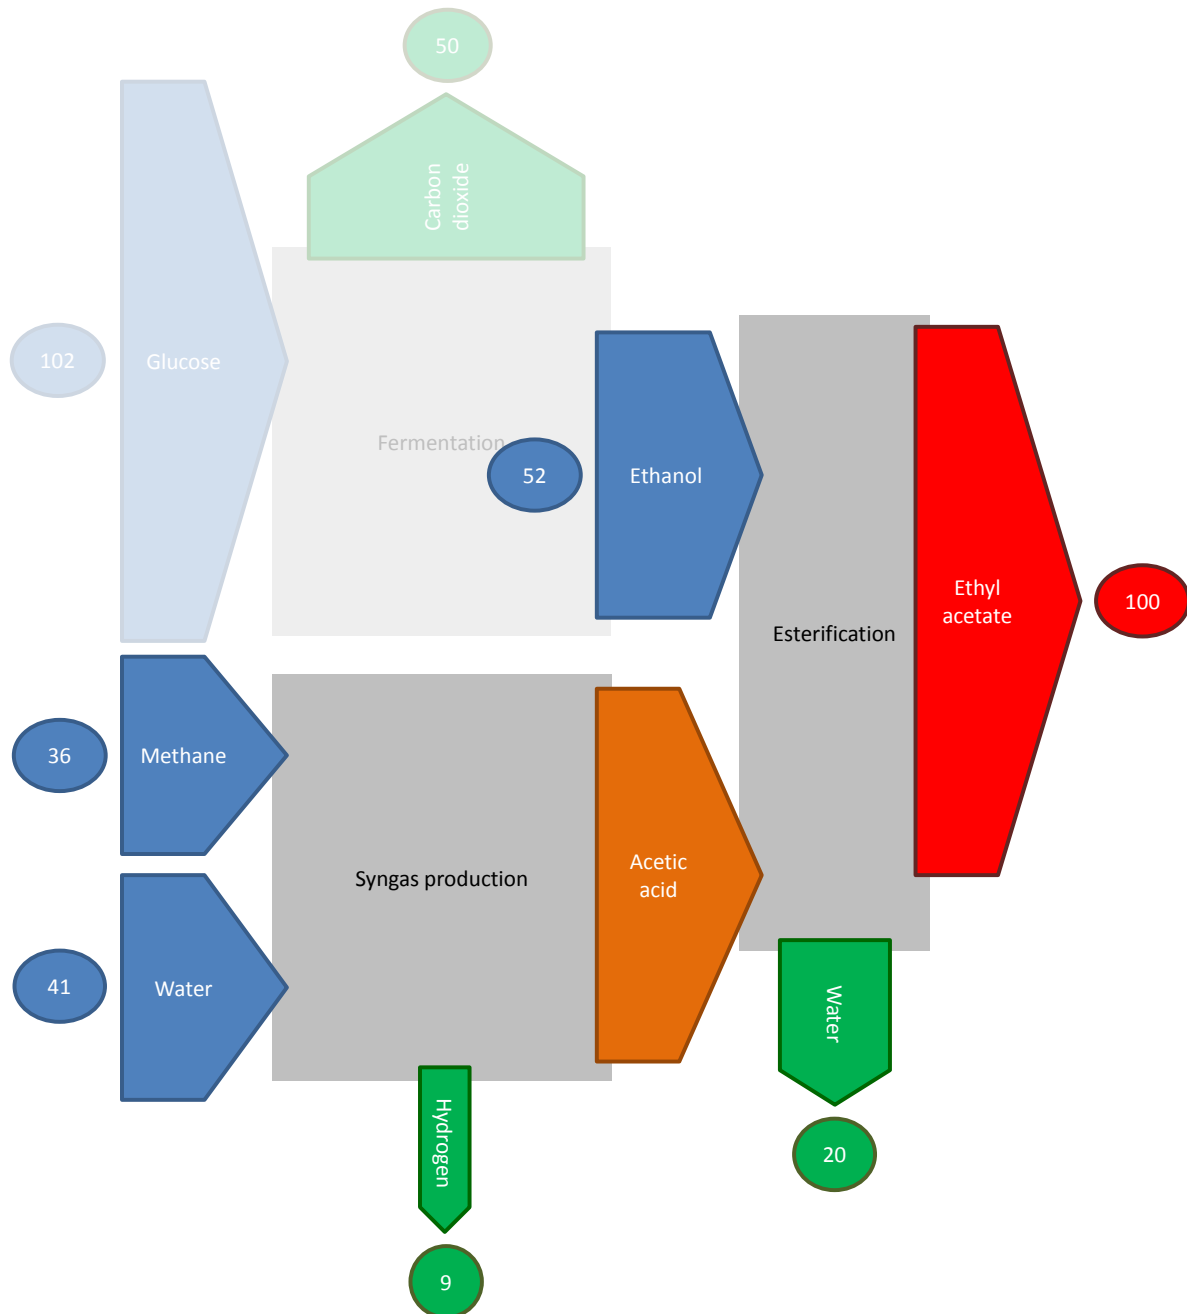 50
Carbon
dioxide
102
Glucose
Fermentation
52
Ethanol
Ethyl
acetate
100
Esterification
36
Methane
Syngas production
Acetic
acid
41
Water
Water
20
Hydrogen
9